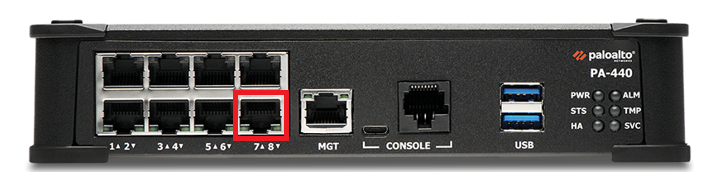 paloalto
NETWORKS
PA-440
PWR ALM
STS TMP
HA SVC
1▲ 2▼ 3▲ 4▼ 5▲ 6▼ 7▲ 8▼
MGT
CONSOLE
USB